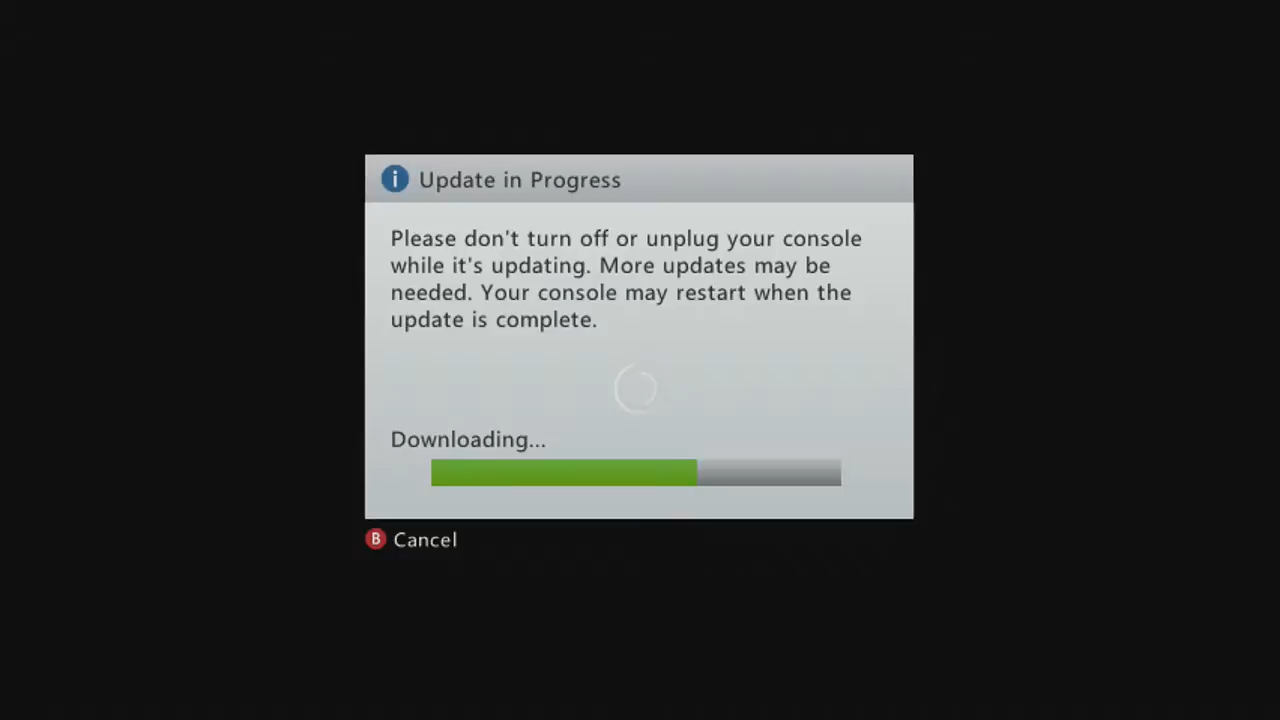 i Update in Progress
Please don't turn off or unplug your console
while it's updating. More updates may be
needed. Your console may restart when the
update is complete.
Downloading...
B Cancel